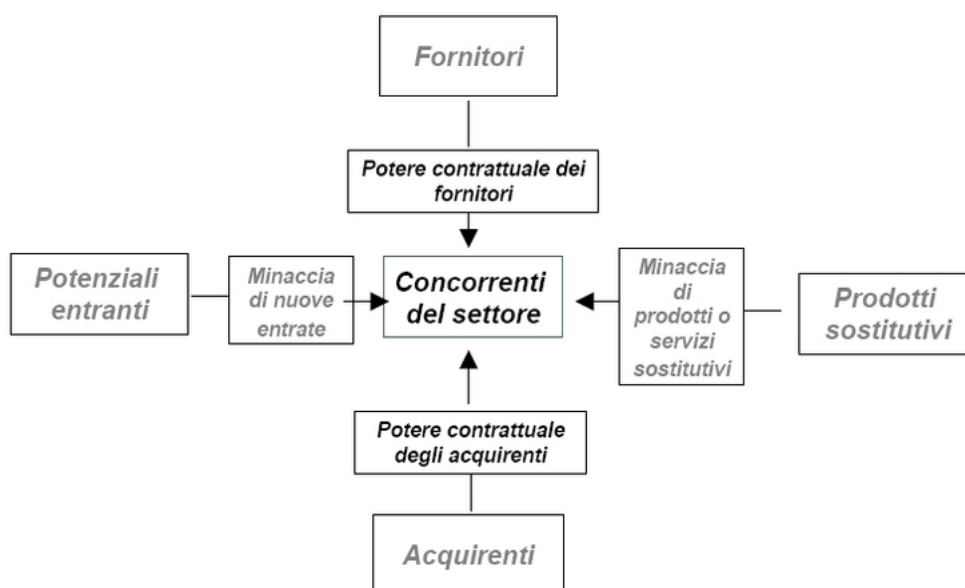 Fornitori
Potere contrattuale dei
fornitori
Potenziali
entranti
Minaccia
di nuove
entrate
Concorrenti
del settore
Minaccia
di
prodotti o
servizi
sostitutivi
Prodotti
sostitutivi
Potere contrattuale
degli acquirenti
Acquirenti